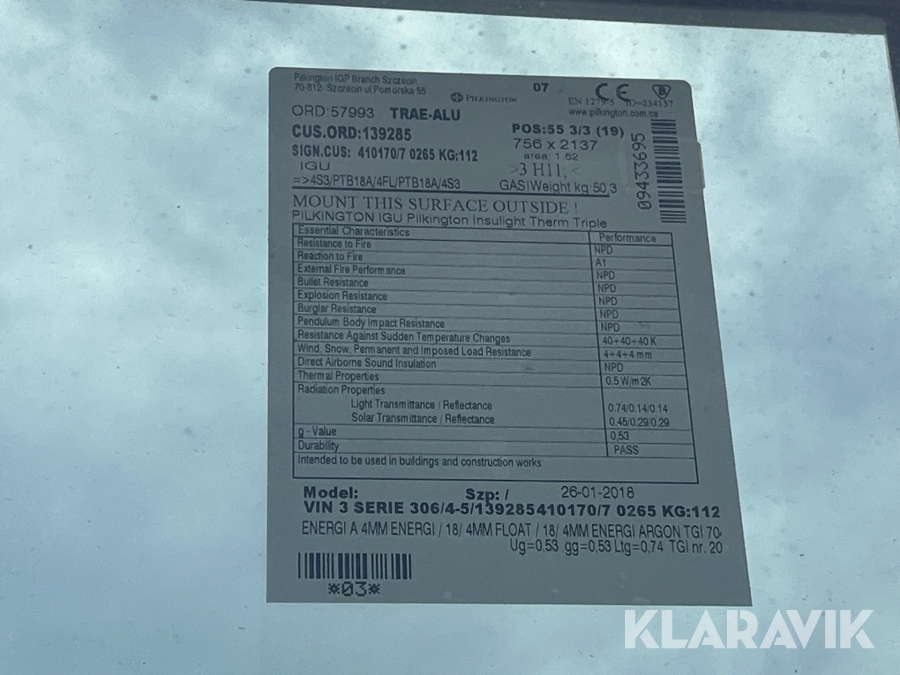 Pilkington IGP Branch Szczecin
70-812- Szczecin ul.Pomorska 55
PILKINGTON
07
CE
B
EN 1279-5
www.pilkington.com/ce
ORD:57993 TRAE-ALU
CUS.ORD:139285
POS:55 3/3 (19)
SIGN.CUS: 410170/7 0265 KG:112
756 x 2137
area: 1.62
IGU
>3 H11; <
=>4S3/PTB18A/4FL/PTB18A/4S3
GAS|Weight kg:50,3
09433695
MOUNT THIS SURFACE OUTSIDE !
PILKINGTON IGU Pilkington Insulight Therm Triple
Essential Characteristics Performance
Resistance to Fire NPD
Reaction to Fire A1
External Fire Performance NPD
Bullet Resistance NPD
Explosion Resistance NPD
Burglar Resistance NPD
Pendulum Body Impact Resistance NPD
Resistance Against Sudden Temperature Changes 40÷40÷40 K
Wind, Snow, Permanent and Imposed Load Resistance 4÷4÷4 mm
Direct Airborne Sound Insulation NPD
Thermal Properties 0.5 W/m2K
Radiation Properties
Light Transmittance / Reflectance 0.74/0.14/0.14
Solar Transmittance / Reflectance 0.45/0.29/0.29
g - Value 0,53
Durability PASS
Intended to be used in buildings and construction works
Model: Szp: / 26-01-2018
VIN 3 SERIE 306/4-5/139285410170/7 0265 KG:112
ENERGI A 4MM ENERGI / 18/ 4MM FLOAT / 18/ 4MM ENERGI ARGON TGI 70-
Ug=0,53 gg=0,53 Ltg=0,74 TGI nr. 20
*03*
KLARAVIK